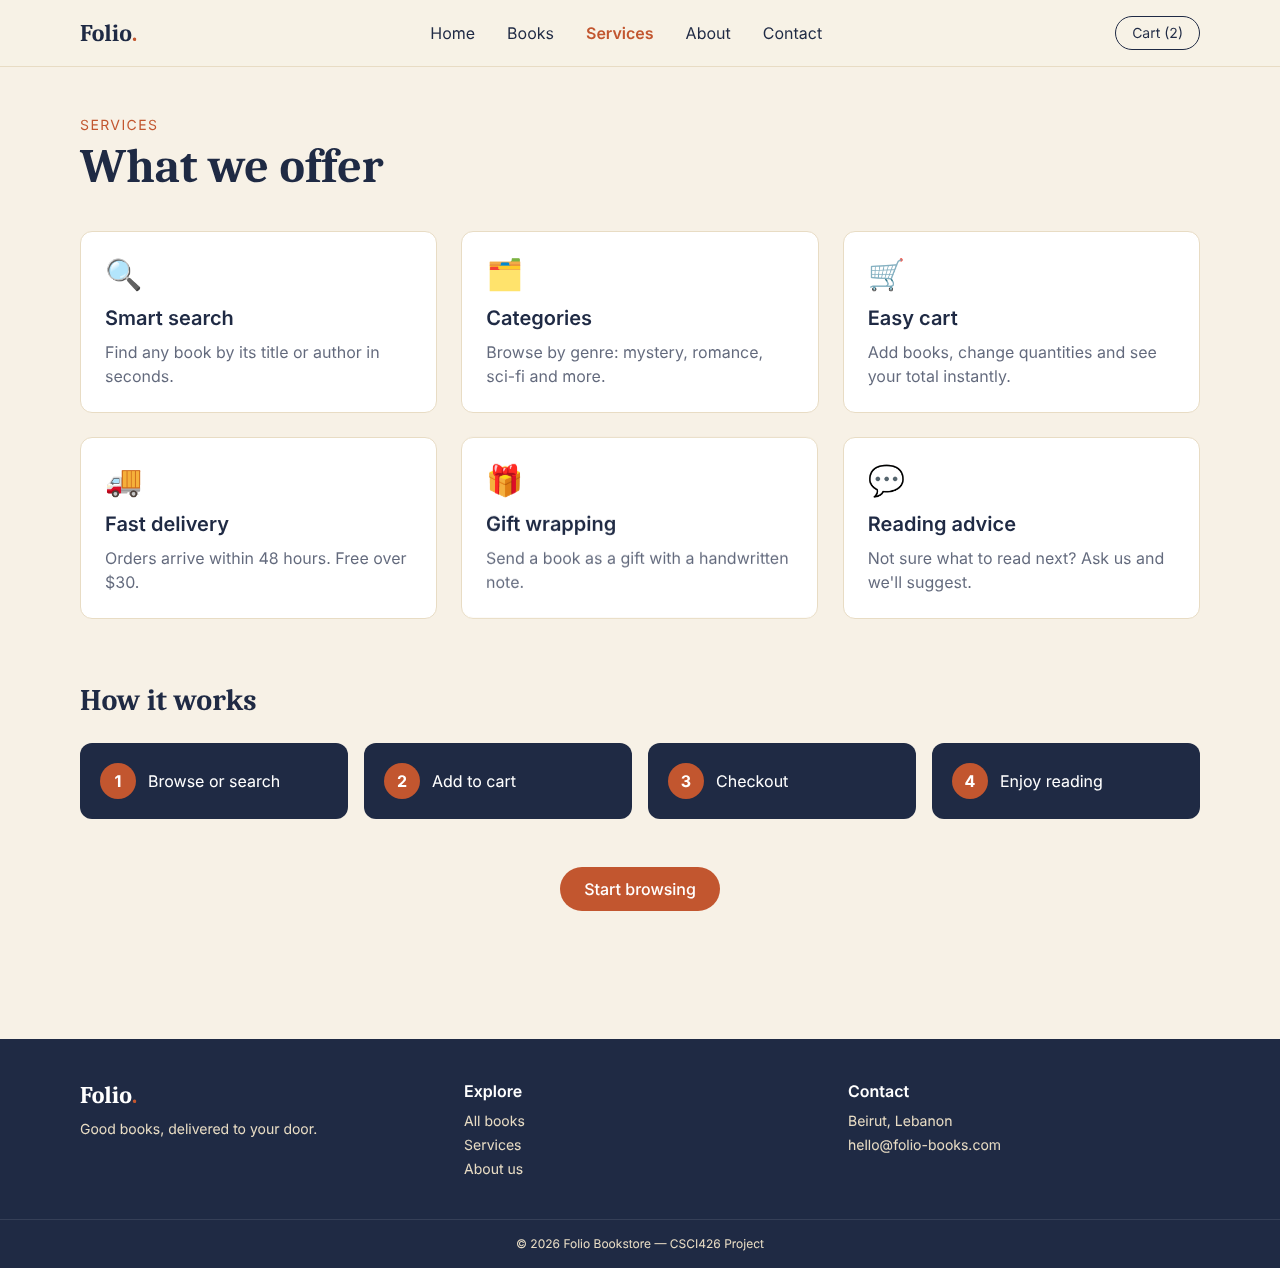 Folio.
Home Books Services About Contact
Cart (2)
SERVICES
What we offer
Smart search
Find any book by its title or author in
seconds.
Categories
Browse by genre: mystery, romance,
sci-fi and more.
Easy cart
Add books, change quantities and see
your total instantly.
Fast delivery
Orders arrive within 48 hours. Free over
$30.
Gift wrapping
Send a book as a gift with a handwritten
note.
Reading advice
Not sure what to read next? Ask us and
we'll suggest.
How it works
1 Browse or search
2 Add to cart
3 Checkout
4 Enjoy reading
Start browsing
Folio.
Good books, delivered to your door.
Explore
All books
Services
About us
Contact
Beirut, Lebanon
hello@folio-books.com
© 2026 Folio Bookstore — CSCI426 Project